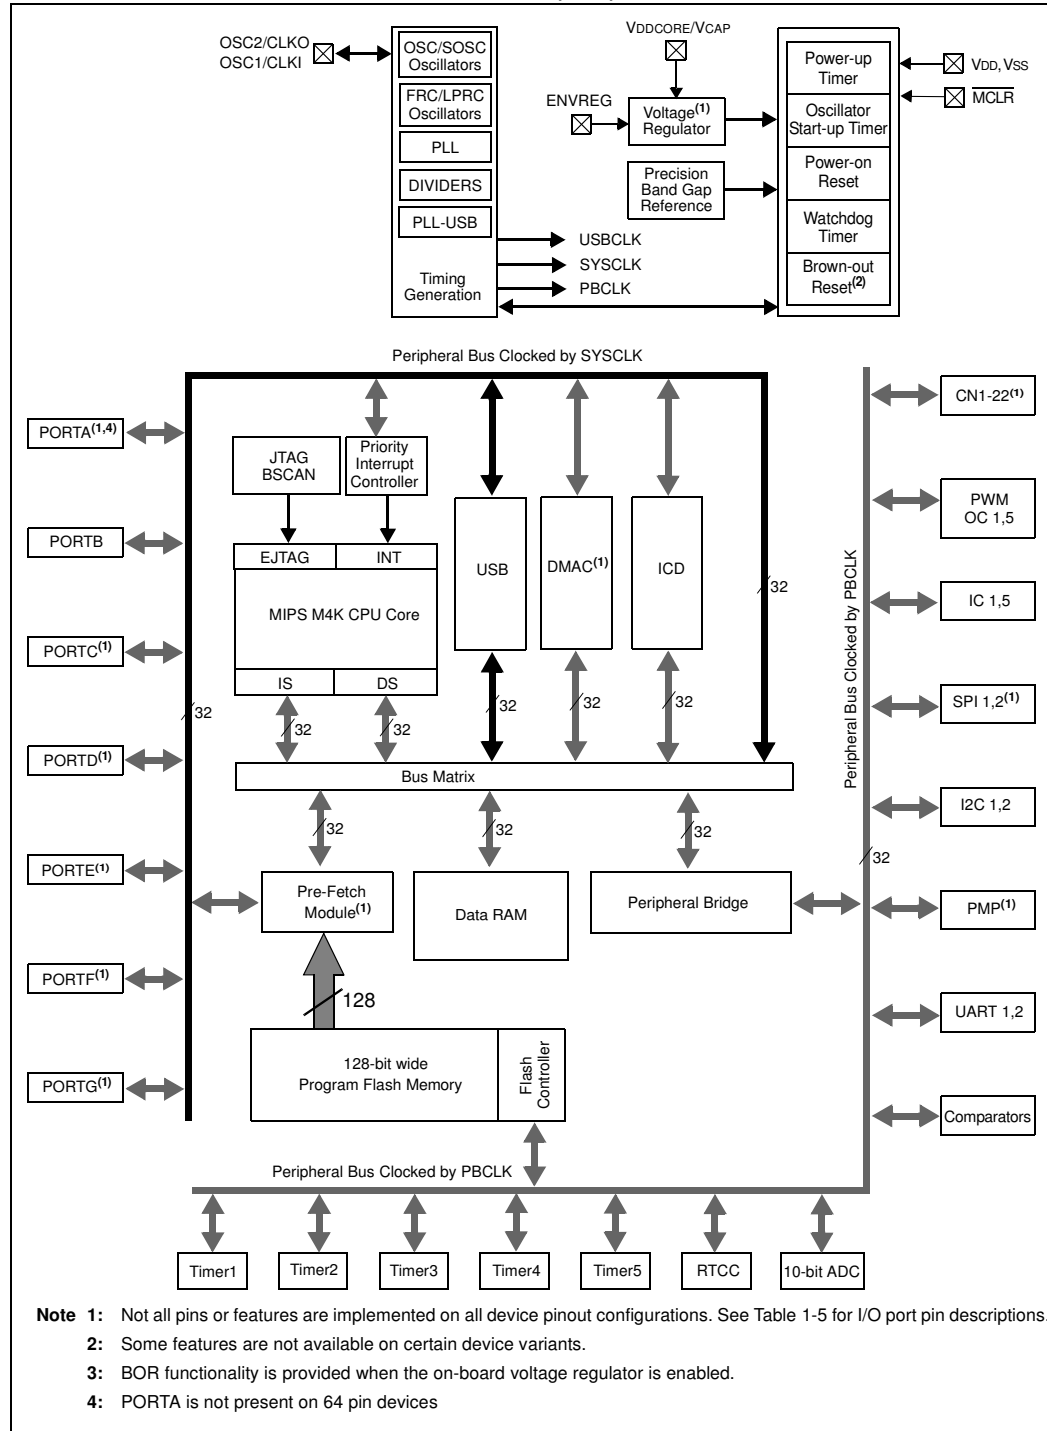 OSC2/CLKO
OSC1/CLKI
OSC/SOSC
Oscillators
FRC/LPRC
Oscillators
PLL
DIVIDERS
PLL-USB
Timing
Generation
USBCLK
SYSCLK
PBCLK
VDDCORE/VCAP
ENVREG
Voltage(1)
Regulator
Precision
Band Gap
Reference
Power-up
Timer
Oscillator
Start-up Timer
Power-on
Reset
Watchdog
Timer
Brown-out
Reset(2)
VDD, VSS
MCLR
Peripheral Bus Clocked by SYSCLK
PORTA(1,4)
PORTB
PORTC(1)
PORTD(1)
PORTE(1)
PORTF(1)
PORTG(1)
32
JTAG
BSCAN
Priority
Interrupt
Controller
EJTAG
INT
MIPS M4K CPU Core
IS
DS
USB
DMAC(1)
ICD
32
32
32
32
32
32
Bus Matrix
32
32
32
Pre-Fetch
Module(1)
Data RAM
Peripheral Bridge
128
128-bit wide
Program Flash Memory
Flash
Controller
Peripheral Bus Clocked by PBCLK
32
CN1-22(1)
PWM
OC 1,5
IC 1,5
SPI 1,2(1)
I2C 1,2
PMP(1)
UART 1,2
Comparators
Peripheral Bus Clocked by PBCLK
Timer1
Timer2
Timer3
Timer4
Timer5
RTCC
10-bit ADC
Note 1: Not all pins or features are implemented on all device pinout configurations. See Table 1-5 for I/O port pin descriptions.
2: Some features are not available on certain device variants.
3: BOR functionality is provided when the on-board voltage regulator is enabled.
4: PORTA is not present on 64 pin devices